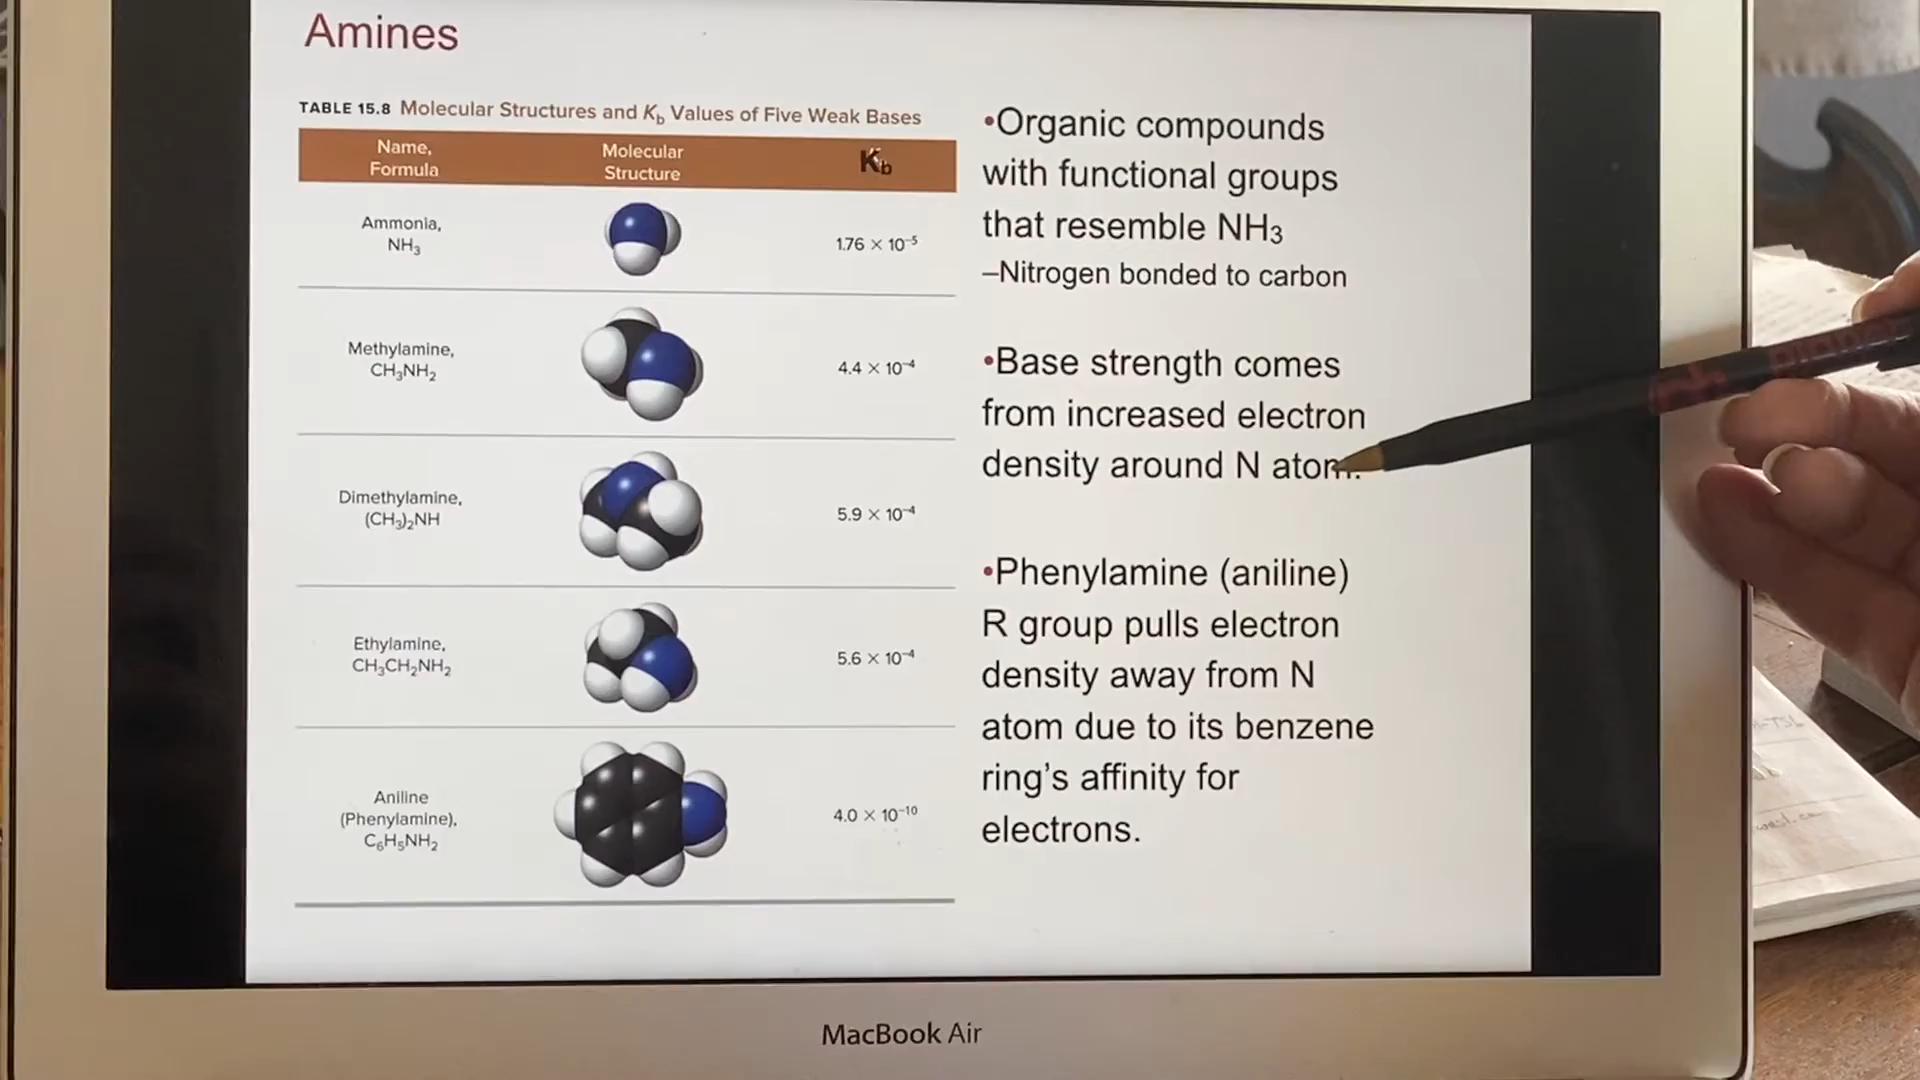 Amines
TABLE 15.8 Molecular Structures and Kb Values of Five Weak Bases
Name,
Formula
Molecular
Structure
Kb
Ammonia,
NH₃
1.76 × 10⁻⁵
Methylamine,
CH₃NH₂
4.4 × 10⁻⁴
Dimethylamine,
(CH₃)₂NH
5.9 × 10⁻⁴
Ethylamine,
CH₃CH₂NH₂
5.6 × 10⁻⁴
Aniline
(Phenylamine),
C₆H₅NH₂
4.0 × 10⁻¹⁰
•Organic compounds
with functional groups
that resemble NH₃
–Nitrogen bonded to carbon
•Base strength comes
from increased electron
density around N atom.
•Phenylamine (aniline)
R group pulls electron
density away from N
atom due to its benzene
ring’s affinity for
electrons.
MacBook Air